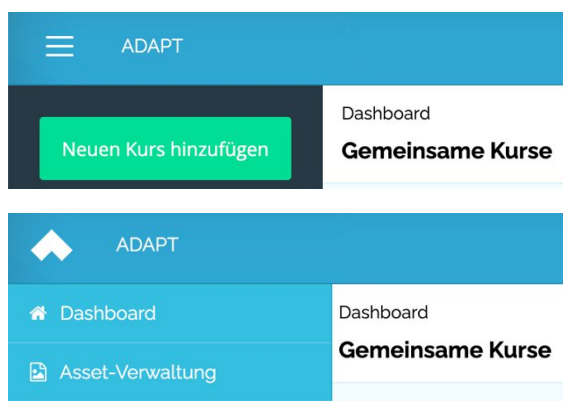 ADAPT
Dashboard
Neuen Kurs hinzufügen
Gemeinsame Kurse
ADAPT
Dashboard
Dashboard
Gemeinsame Kurse
Asset-Verwaltung